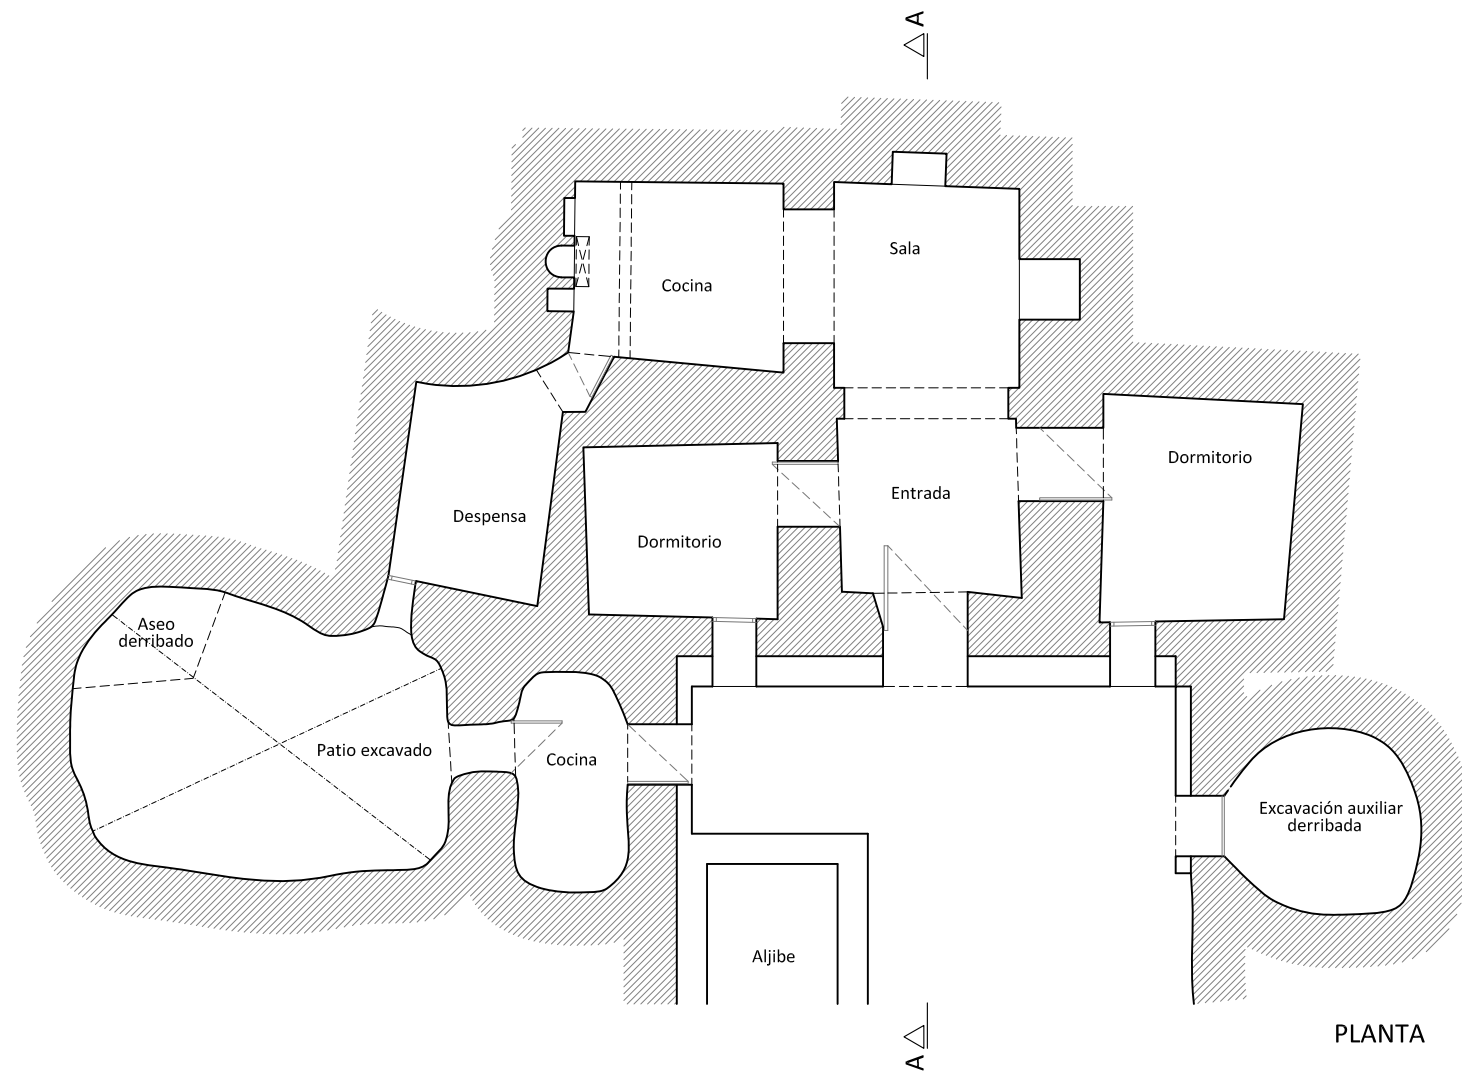 A
Sala
Cocina
Dormitorio
Entrada
Despensa
Dormitorio
Aseo
derribado
Patio excavado
Cocina
Excavación auxiliar
derribada
Aljibe
PLANTA
A